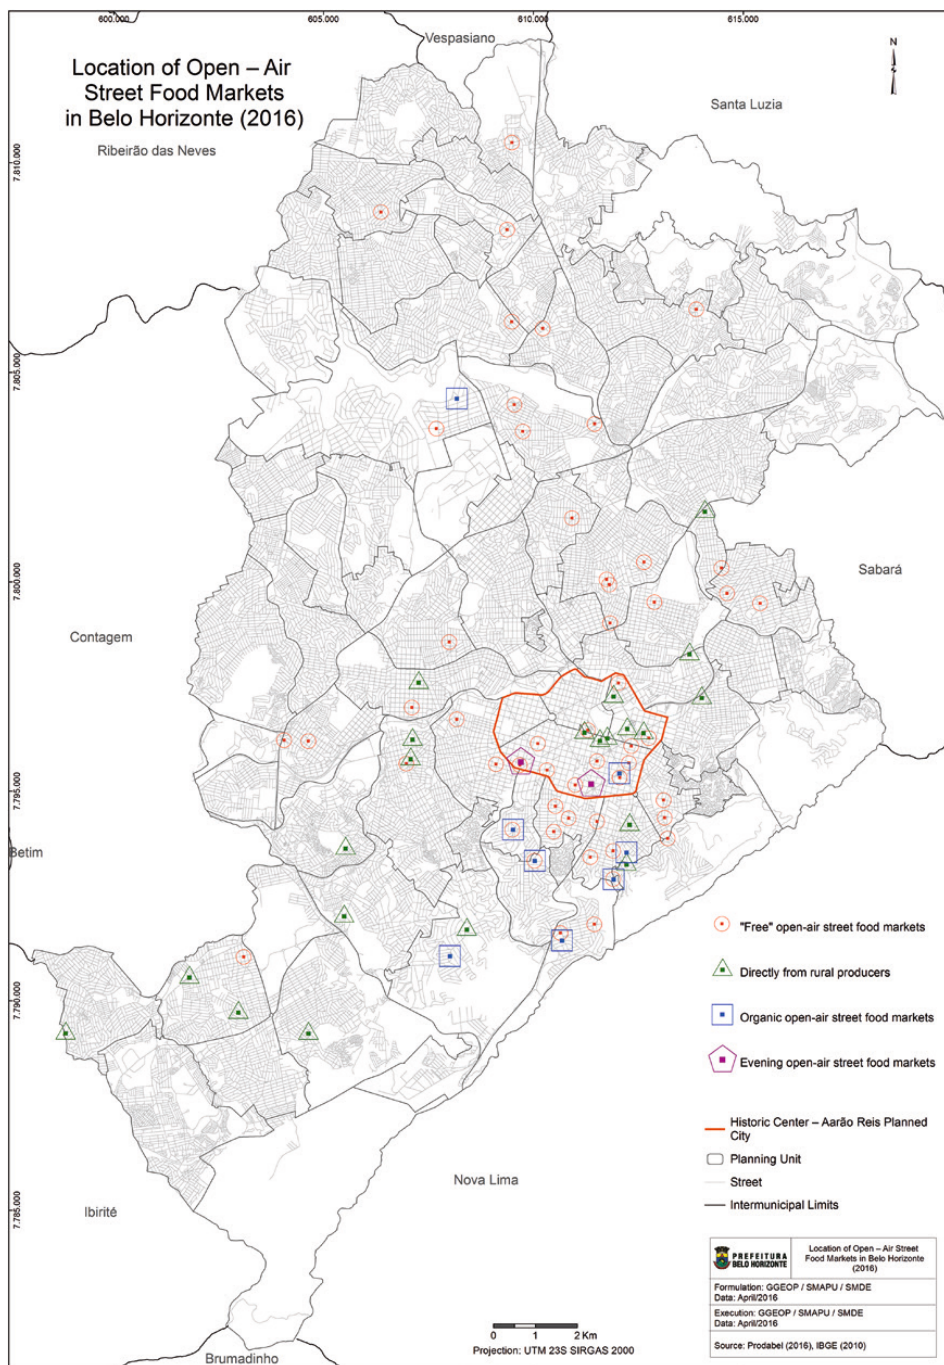 600.000
605.000
610.000
615.000
Vespasiano
N
Location of Open – Air
Street Food Markets
in Belo Horizonte (2016)
Santa Luzia
Ribeirão das Neves
7.810.000
7.805.000
7.800.000
Sabará
Contagem
7.795.000
Betim
"Free" open-air street food markets
Directly from rural producers
7.790.000
Organic open-air street food markets
Evening open-air street food markets
Historic Center – Aarão Reis Planned
City
Planning Unit
Nova Lima
Street
Intermunicipal Limits
7.785.000
Ibirité
PREFEITURA
BELO HORIZONTE
Location of Open – Air Street
Food Markets in Belo Horizonte
(2016)
Formulation: GGEOP / SMAPU / SMDE
Data: April/2016
Execution: GGEOP / SMAPU / SMDE
Data: April/2016
Source: Prodabel (2016), IBGE (2010)
0 1 2 Km
Projection: UTM 23S SIRGAS 2000
Brumadinho